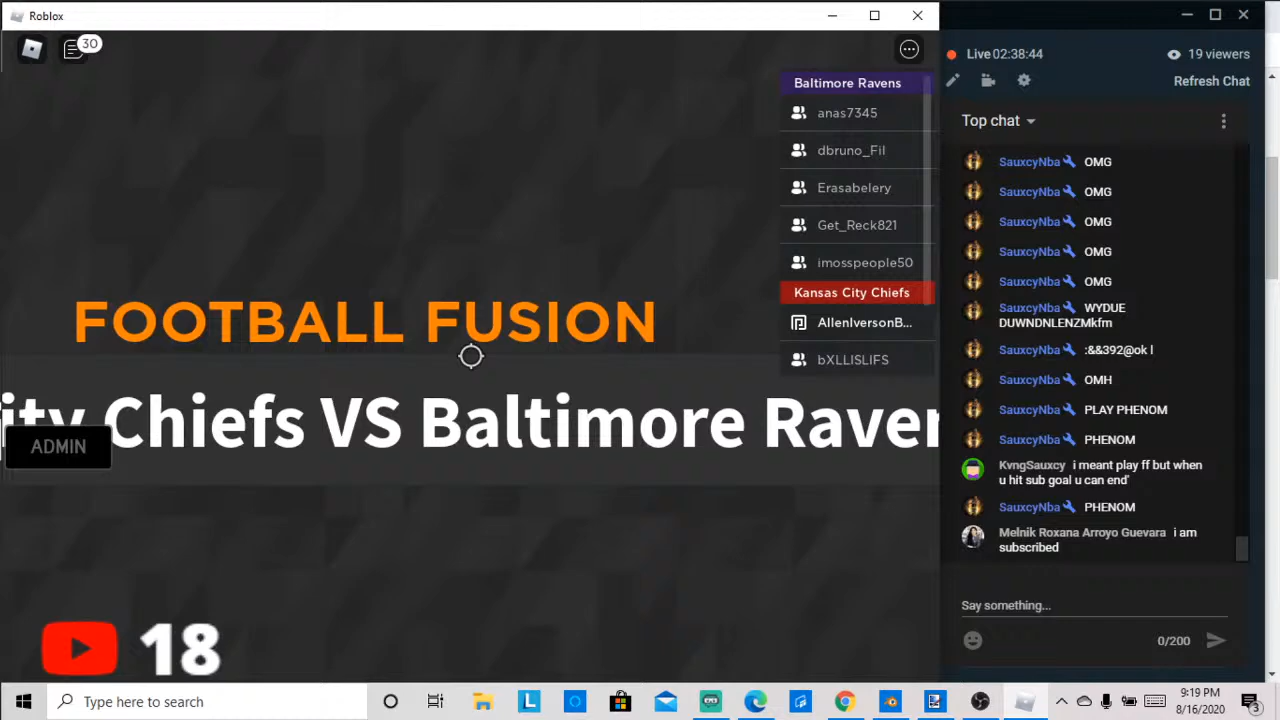 Roblox
30
Baltimore Ravens
anas7345
dbruno_Fil
Erasabelery
Get_Reck821
imosspeople50
Kansas City Chiefs
AllenIversonB...
bXLLISLIFS
FOOTBALL FUSION
ity Chiefs VS Baltimore Raven
ADMIN
18
Live 02:38:44
19 viewers
Refresh Chat
Top chat
SauxcyNba OMG
SauxcyNba OMG
SauxcyNba OMG
SauxcyNba OMG
SauxcyNba OMG
SauxcyNba WYDUE
DUWNDNLENZMkfm
SauxcyNba :&&392@ok !
SauxcyNba OMH
SauxcyNba PLAY PHENOM
SauxcyNba PHENOM
KvngSauxcy i meant play ff but when
u hit sub goal u can end'
SauxcyNba PHENOM
Melnik Roxana Arroyo Guevara i am
subscribed
Say something...
0/200
Type here to search
L
9:19 PM
8/16/2020
3